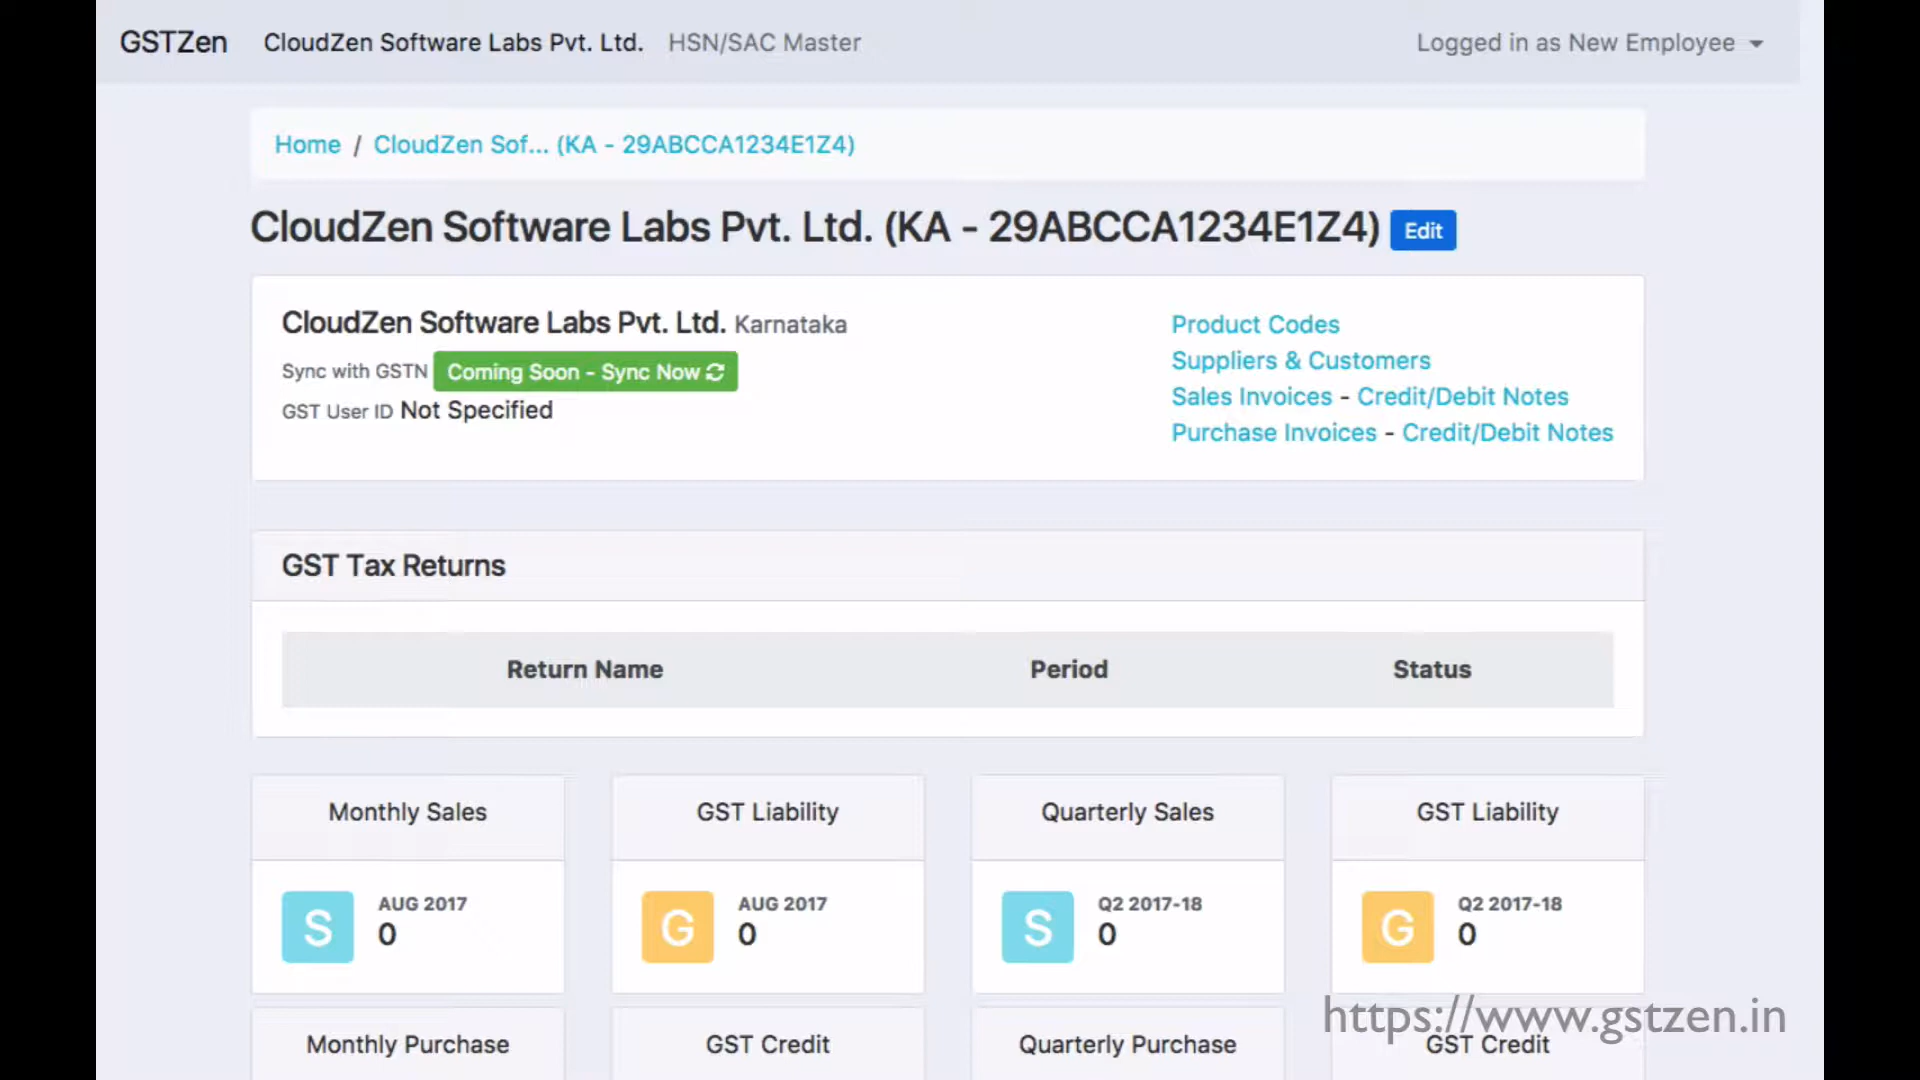 GSTZen CloudZen Software Labs Pvt. Ltd. HSN/SAC Master Logged in as New Employee
Home / CloudZen Sof... (KA - 29ABCCA1234E1Z4)
CloudZen Software Labs Pvt. Ltd. (KA - 29ABCCA1234E1Z4) Edit
CloudZen Software Labs Pvt. Ltd. Karnataka
Sync with GSTN Coming Soon - Sync Now
GST User ID Not Specified
Product Codes
Suppliers & Customers
Sales Invoices - Credit/Debit Notes
Purchase Invoices - Credit/Debit Notes
GST Tax Returns
Return Name Period Status
Monthly Sales GST Liability Quarterly Sales GST Liability
S AUG 2017 G AUG 2017 S Q2 2017-18 G Q2 2017-18
0 0 0 0
https://www.gstzen.in
Monthly Purchase GST Credit Quarterly Purchase GST Credit